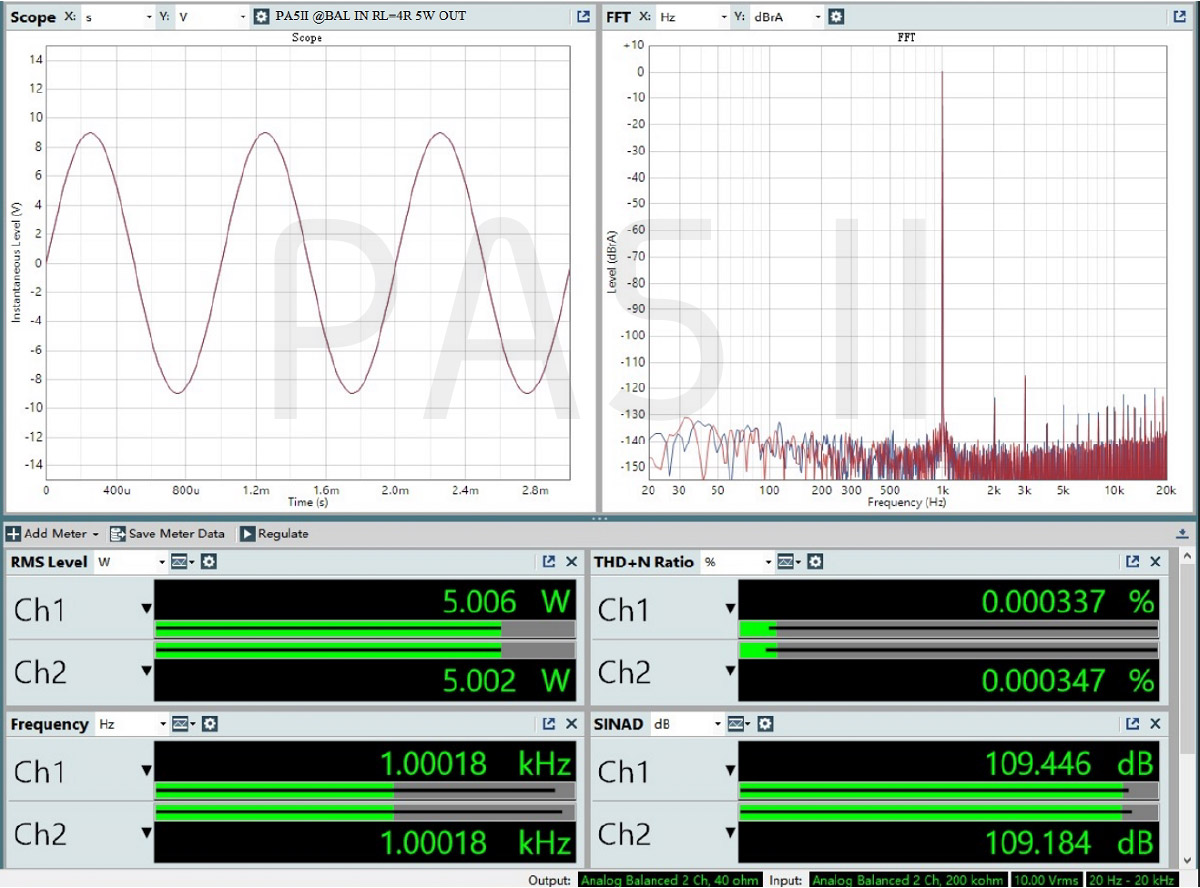 Scope X: s Y: V PA5II @BAL IN RL=4R 5W OUT
Scope
14
12
10
8
6
4
2
0
-2
-4
-6
-8
-10
-12
-14
Instantaneous Level (V)
0 400u 800u 1.2m 1.6m 2.0m 2.4m 2.8m
Time (s)
FFT X: Hz Y: dBrA
FFT
+10
0
-10
-20
-30
-40
-50
-60
-70
-80
-90
-100
-110
-120
-130
-140
-150
Level (dBrA)
20 30 50 100 200 300 500 1k 2k 3k 5k 10k 20k
Frequency (Hz)
PA5 II
Add Meter Save Meter Data Regulate
RMS Level W
Ch1 5.006 W
Ch2 5.002 W
THD+N Ratio %
Ch1 0.000337 %
Ch2 0.000347 %
Frequency Hz
Ch1 1.00018 kHz
Ch2 1.00018 kHz
SINAD dB
Ch1 109.446 dB
Ch2 109.184 dB
Output: Analog Balanced 2 Ch, 40 ohm Input: Analog Balanced 2 Ch, 200 kohm 10.00 Vrms 20 Hz - 20 kHz